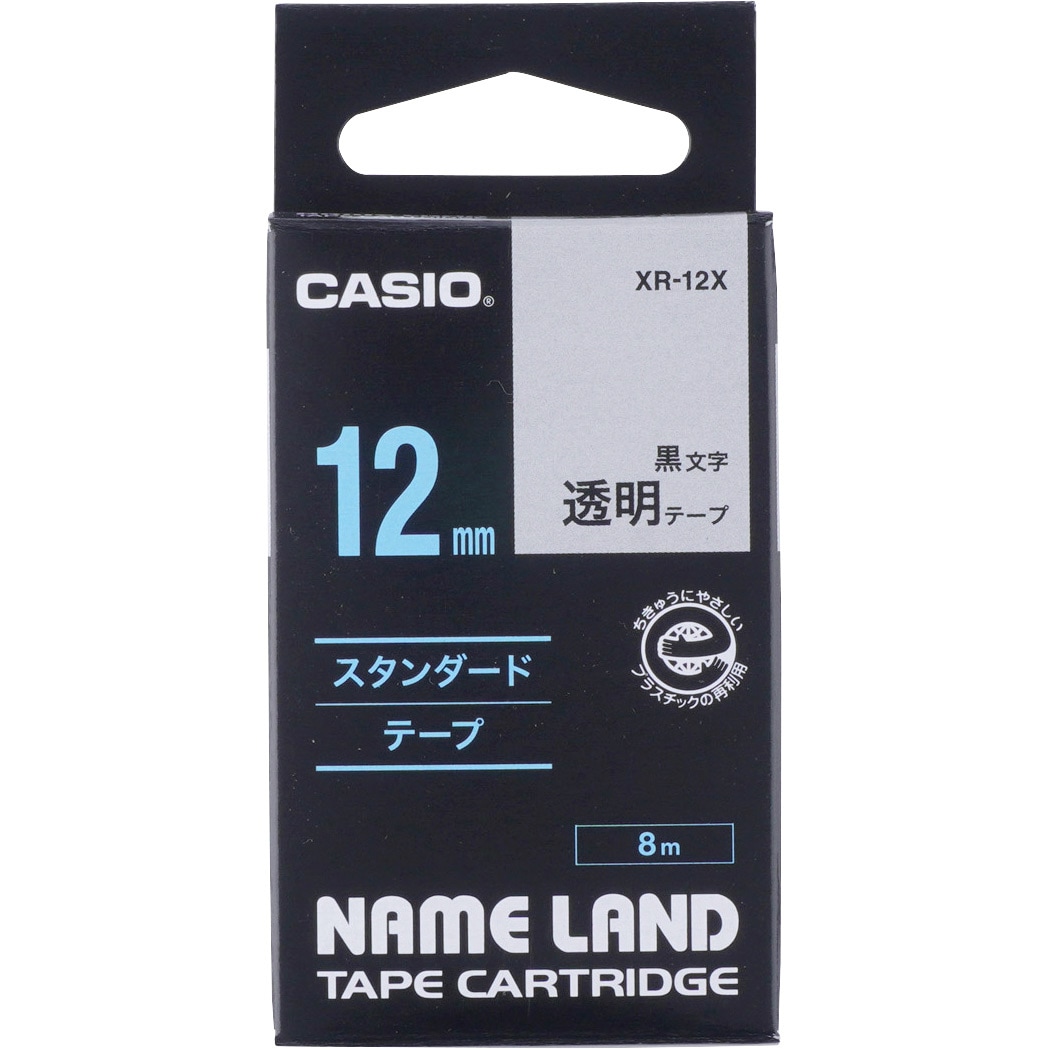 CASIO®
XR-12X
12mm
黒文字
透明テープ
ちきゅうにやさしい
プラスチックの再利用
スタンダード
テープ
8m
NAME LAND
TAPE CARTRIDGE